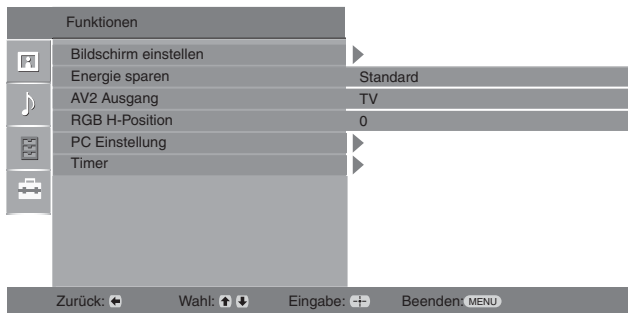 Funktionen
Bildschirm einstellen
Energie sparen Standard
AV2 Ausgang TV
RGB H-Position 0
PC Einstellung
Timer
Zurück: Wahl: Eingabe: Beenden: MENU